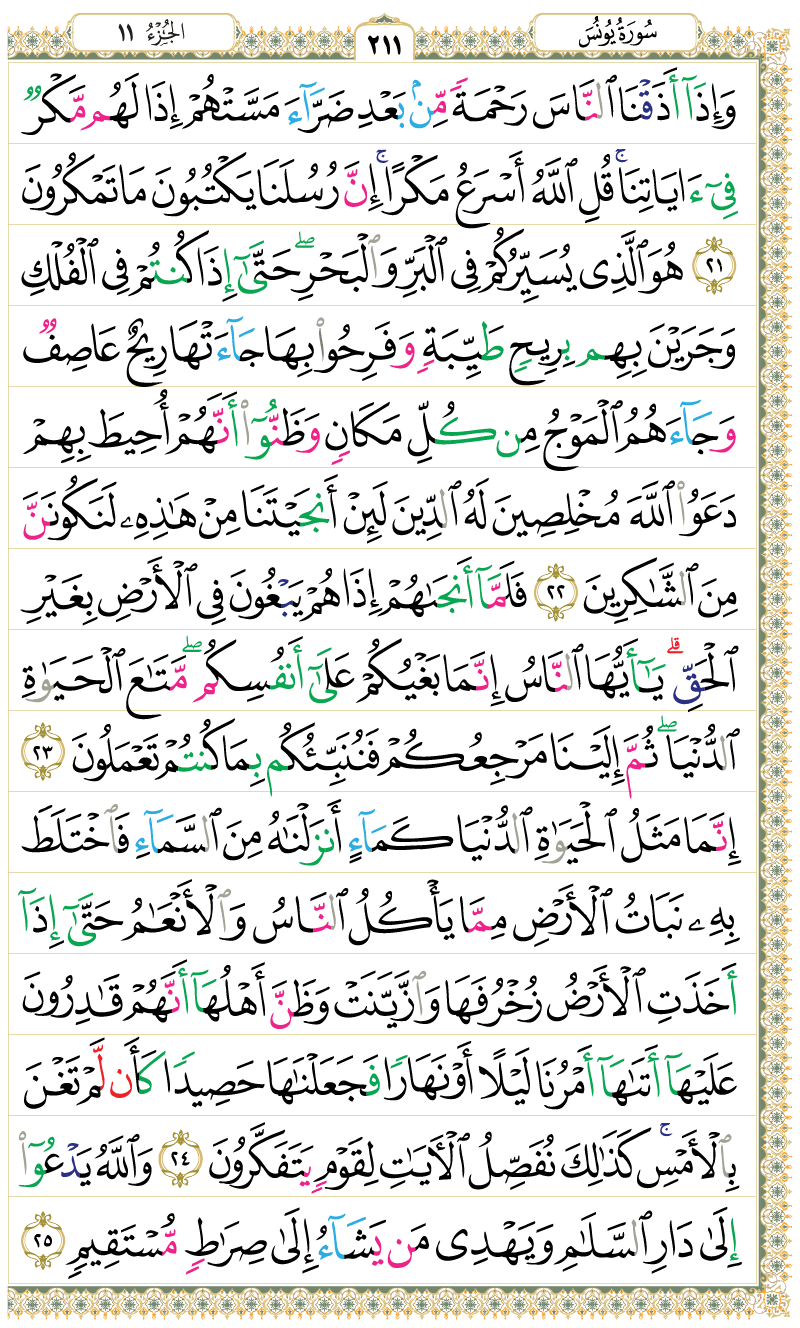 سُورَةُ يُونُسَ ٢١١ الجُزْءُ ١١
وَإِذَآ أَذَقْنَا ٱلنَّاسَ رَحْمَةً مِّنۢ بَعْدِ ضَرَّآءَ مَسَّتْهُمْ إِذَا لَهُم مَّكْرٌ
فِىٓ ءَايَاتِنَا ۚ قُلِ ٱللَّهُ أَسْرَعُ مَكْرًا ۚ إِنَّ رُسُلَنَا يَكْتُبُونَ مَا تَمْكُرُونَ
٢١ هُوَ ٱلَّذِى يُسَيِّرُكُمْ فِى ٱلْبَرِّ وَٱلْبَحْرِ ۖ حَتَّىٰٓ إِذَا كُنتُمْ فِى ٱلْفُلْكِ
وَجَرَيْنَ بِهِم بِرِيحٍ طَيِّبَةٍ وَفَرِحُوا۟ بِهَا جَآءَتْهَا رِيحٌ عَاصِفٌ
وَجَآءَهُمُ ٱلْمَوْجُ مِن كُلِّ مَكَانٍ وَظَنُّوٓا۟ أَنَّهُمْ أُحِيطَ بِهِمْ
دَعَوُا۟ ٱللَّهَ مُخْلِصِينَ لَهُ ٱلدِّينَ لَئِنْ أَنجَيْتَنَا مِنْ هَٰذِهِۦ لَنَكُونَنَّ
مِنَ ٱلشَّٰكِرِينَ ٢٢ فَلَمَّآ أَنجَىٰهُمْ إِذَا هُمْ يَبْغُونَ فِى ٱلْأَرْضِ بِغَيْرِ
ٱلْحَقِّ ۗ يَٰٓأَيُّهَا ٱلنَّاسُ إِنَّمَا بَغْيُكُمْ عَلَىٰٓ أَنفُسِكُم ۖ مَّتَٰعَ ٱلْحَيَوٰةِ
ٱلدُّنْيَا ۖ ثُمَّ إِلَيْنَا مَرْجِعُكُمْ فَنُنَبِّئُكُم بِمَا كُنتُمْ تَعْمَلُونَ ٢٣
إِنَّمَا مَثَلُ ٱلْحَيَوٰةِ ٱلدُّنْيَا كَمَآءٍ أَنزَلْنَٰهُ مِنَ ٱلسَّمَآءِ فَٱخْتَلَطَ
بِهِۦ نَبَاتُ ٱلْأَرْضِ مِمَّا يَأْكُلُ ٱلنَّاسُ وَٱلْأَنْعَٰمُ حَتَّىٰٓ إِذَآ
أَخَذَتِ ٱلْأَرْضُ زُخْرُفَهَا وَٱزَّيَّنَتْ وَظَنَّ أَهْلُهَآ أَنَّهُمْ قَٰدِرُونَ
عَلَيْهَآ أَتَىٰهَآ أَمْرُنَا لَيْلًا أَوْ نَهَارًا فَجَعَلْنَٰهَا حَصِيدًا كَأَن لَّمْ تَغْنَ
بِٱلْأَمْسِ ۚ كَذَٰلِكَ نُفَصِّلُ ٱلْـَٔايَٰتِ لِقَوْمٍ يَتَفَكَّرُونَ ٢٤ وَٱللَّهُ يَدْعُوٓا۟
إِلَىٰ دَارِ ٱلسَّلَٰمِ وَيَهْدِى مَن يَشَآءُ إِلَىٰ صِرَٰطٍ مُّسْتَقِيمٍ ٢٥